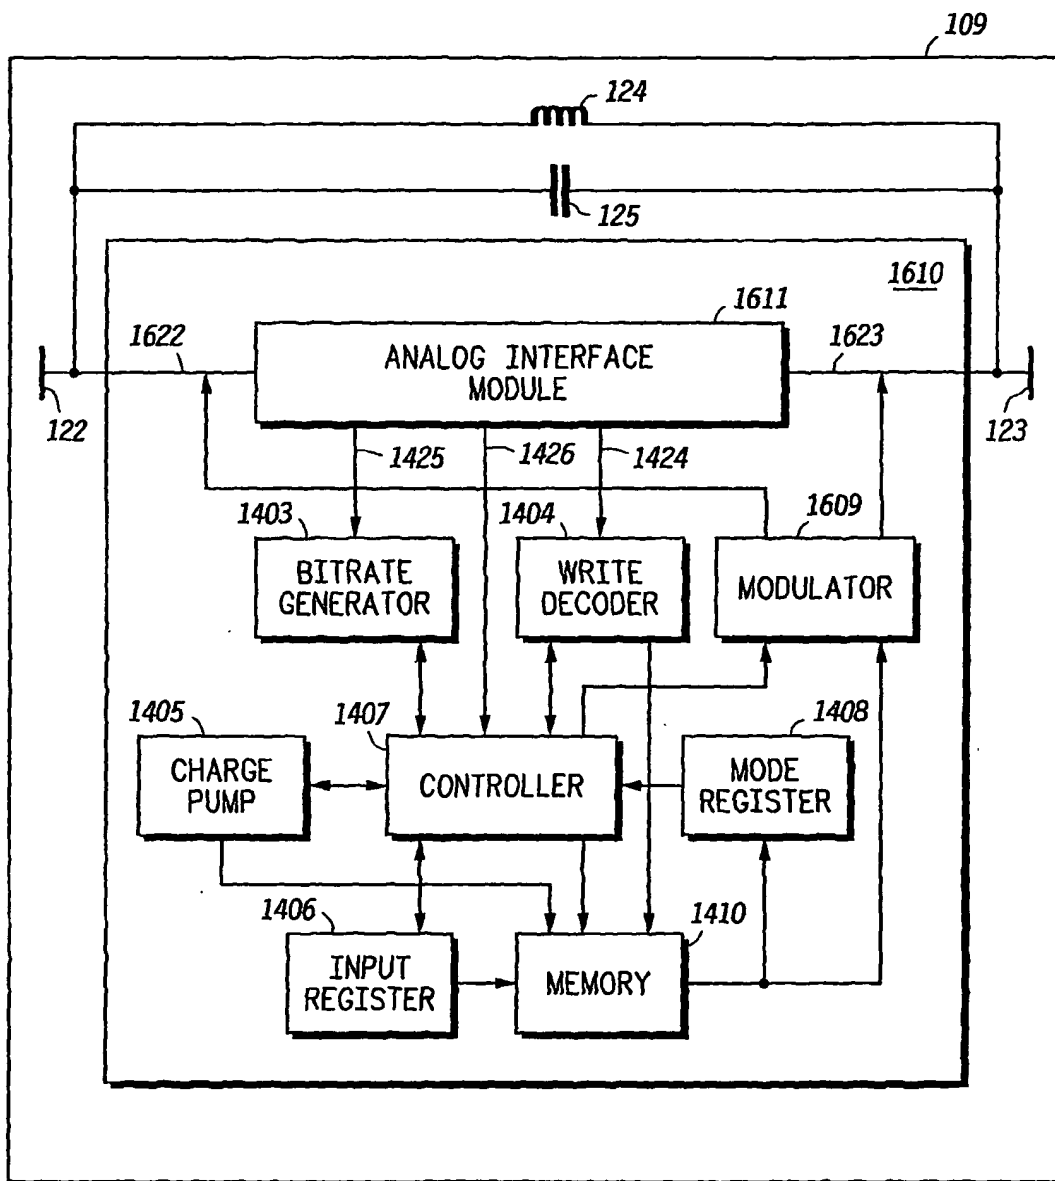 109
124
125
1610
1611
1622
ANALOG INTERFACE
MODULE
1623
122
123
1425
1426
1424
1403
1404
1609
BITRATE
GENERATOR
WRITE
DECODER
MODULATOR
1405
1407
1408
CHARGE
PUMP
CONTROLLER
MODE
REGISTER
1406
1410
INPUT
REGISTER
MEMORY